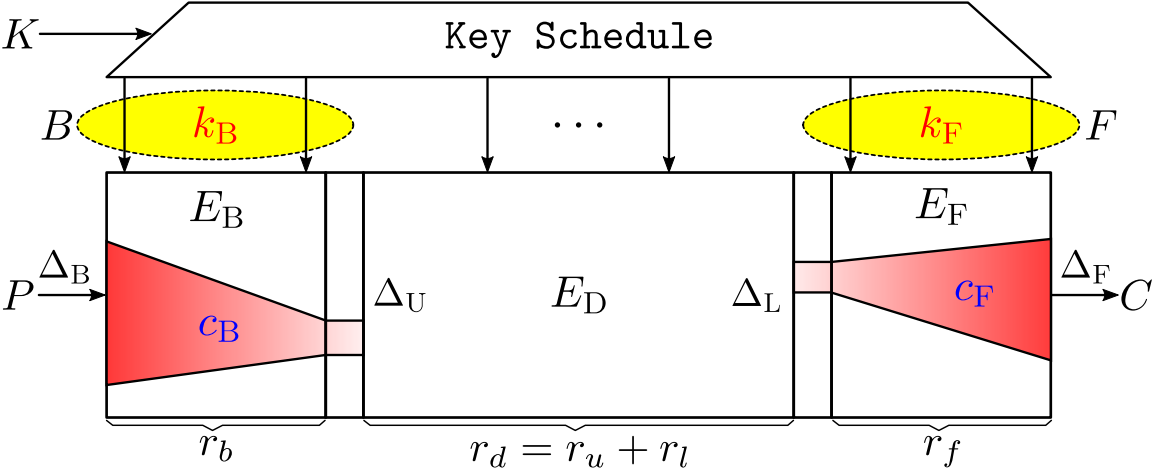 K Key Schedule
B k_B ··· k_F F
E_B E_F
Δ_B Δ_U E_D Δ_L Δ_F
P c_B c_F C
r_b r_d = r_u + r_l r_f